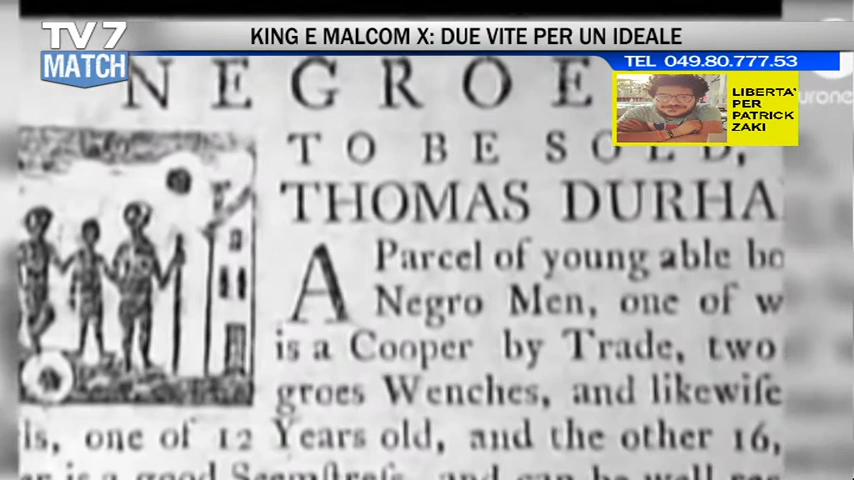 TV7
MATCH
KING E MALCOM X: DUE VITE PER UN IDEALE
TEL 049.80.777.53
LIBERTA'
PER
PATRICK
ZAKI
urone
NEGROE
TO BE SOLD,
THOMAS DURHA
A Parcel of young able bo
Negro Men, one of w
is a Cooper by Trade, two
groes Wenches, and likewiſe
ls, one of 12 Years old, and the other 16,
er is a good Seemſtreſs, and can be well